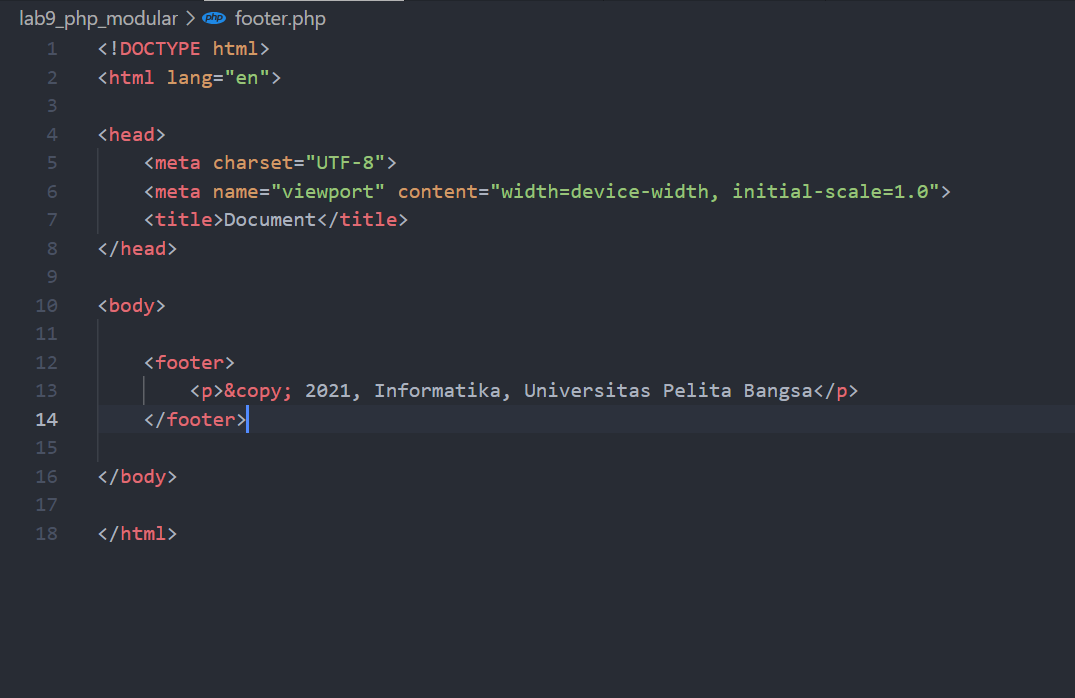 lab9_php_modular > php footer.php
1 <!DOCTYPE html>
2 <html lang="en">
3
4 <head>
5     <meta charset="UTF-8">
6     <meta name="viewport" content="width=device-width, initial-scale=1.0">
7     <title>Document</title>
8 </head>
9
10 <body>
11
12     <footer>
13         <p>&copy; 2021, Informatika, Universitas Pelita Bangsa</p>
14     </footer>
15
16 </body>
17
18 </html>